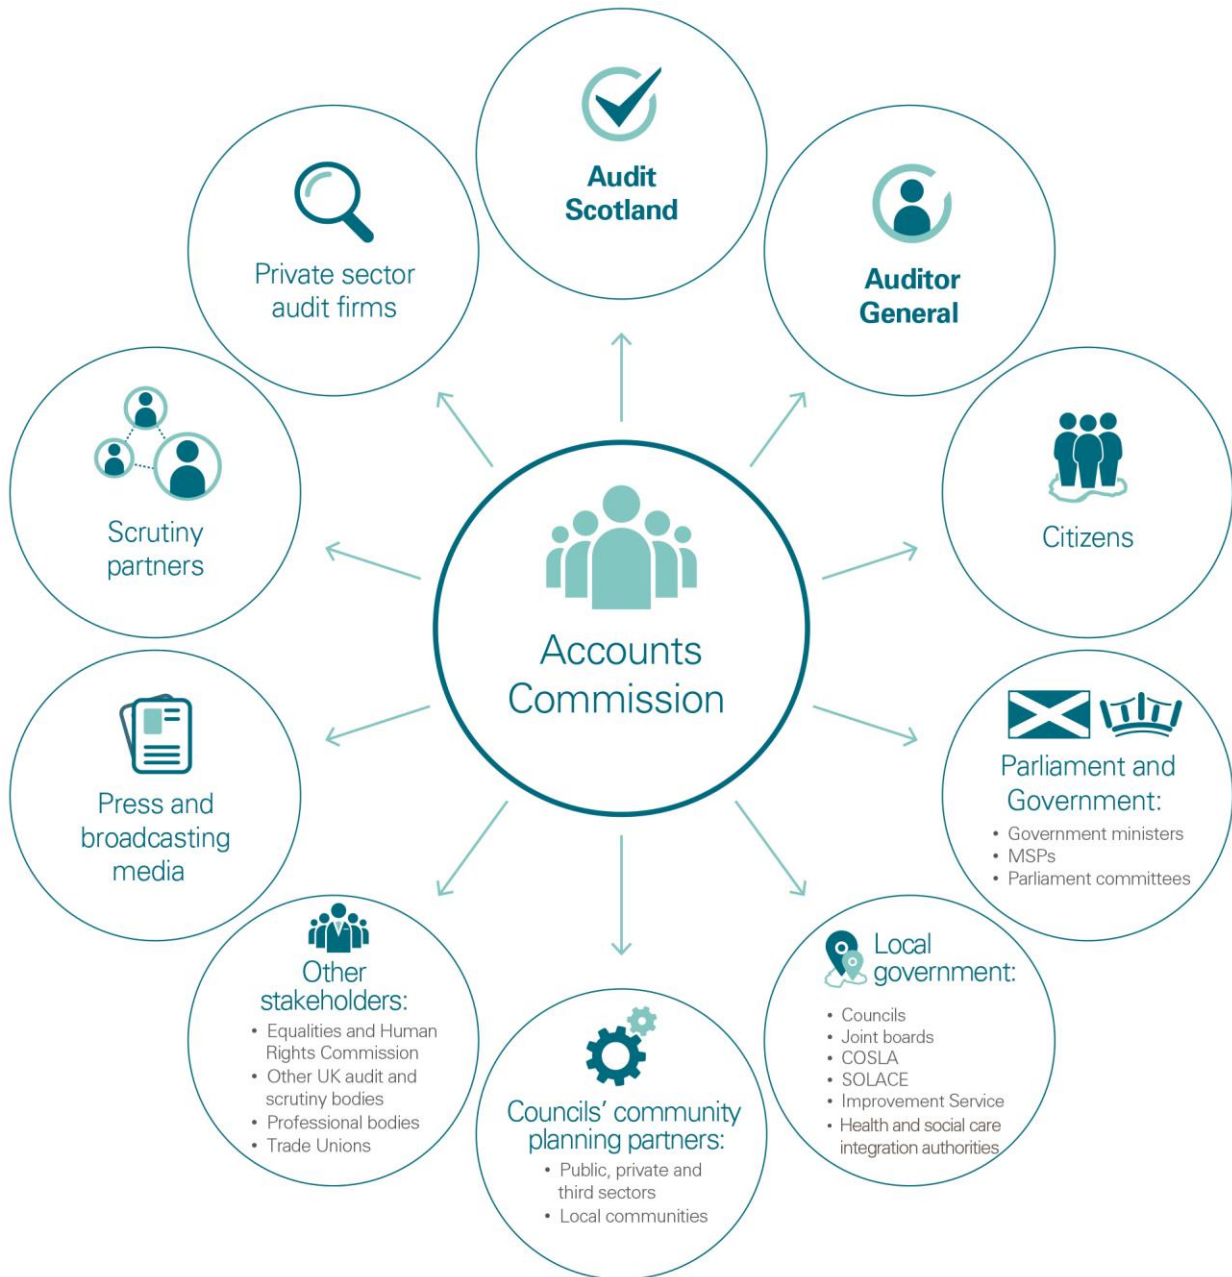 Audit
Scotland
Auditor
General
Citizens
Parliament and
Government:
• Government ministers
• MSPs
• Parliament committees
Local
government:
• Councils
• Joint boards
• COSLA
• SOLACE
• Improvement Service
• Health and social care
integration authorities
Councils’ community
planning partners:
• Public, private and
third sectors
• Local communities
Other
stakeholders:
• Equalities and Human
Rights Commission
• Other UK audit and
scrutiny bodies
• Professional bodies
• Trade Unions
Press and
broadcasting
media
Scrutiny
partners
Private sector
audit firms
Accounts
Commission